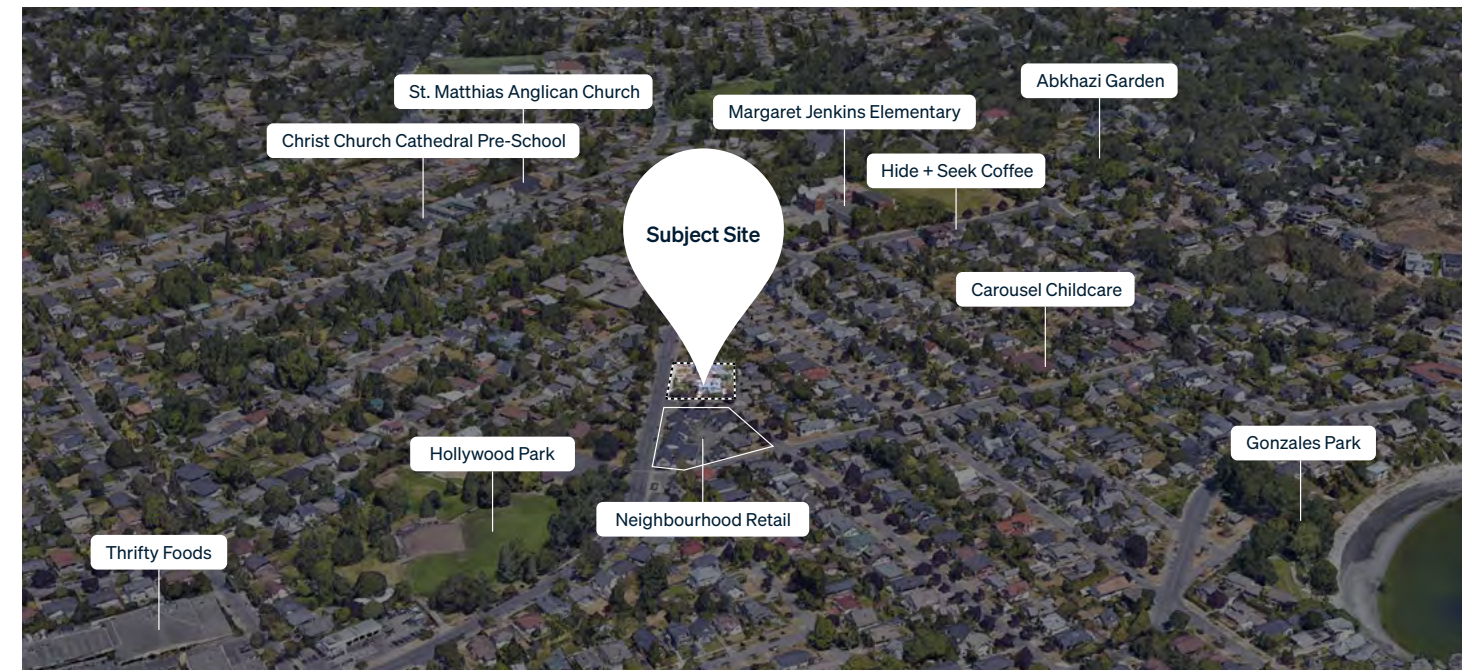 Abkhazi Garden
St. Matthias Anglican Church
Margaret Jenkins Elementary
Christ Church Cathedral Pre-School
Hide + Seek Coffee
Subject Site
Carousel Childcare
Gonzales Park
Hollywood Park
Neighbourhood Retail
Thrifty Foods